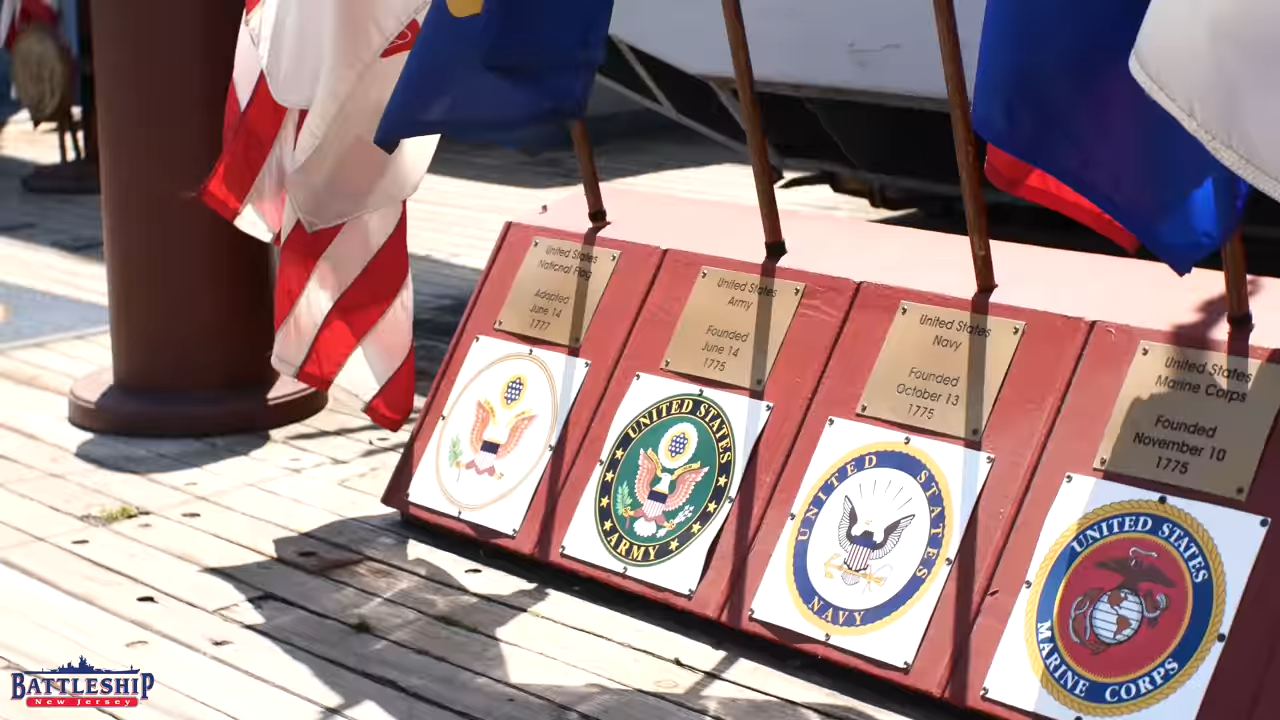 United States
National Flag
Adopted
June 14
1777
United States
Army
Founded
June 14
1775
UNITED STATES
ARMY
United States
Navy
Founded
October 13
1775
UNITED STATES
NAVY
United States
Marine Corps
Founded
November 10
1775
UNITED STATES
MARINE CORPS
BATTLESHIP
New Jersey